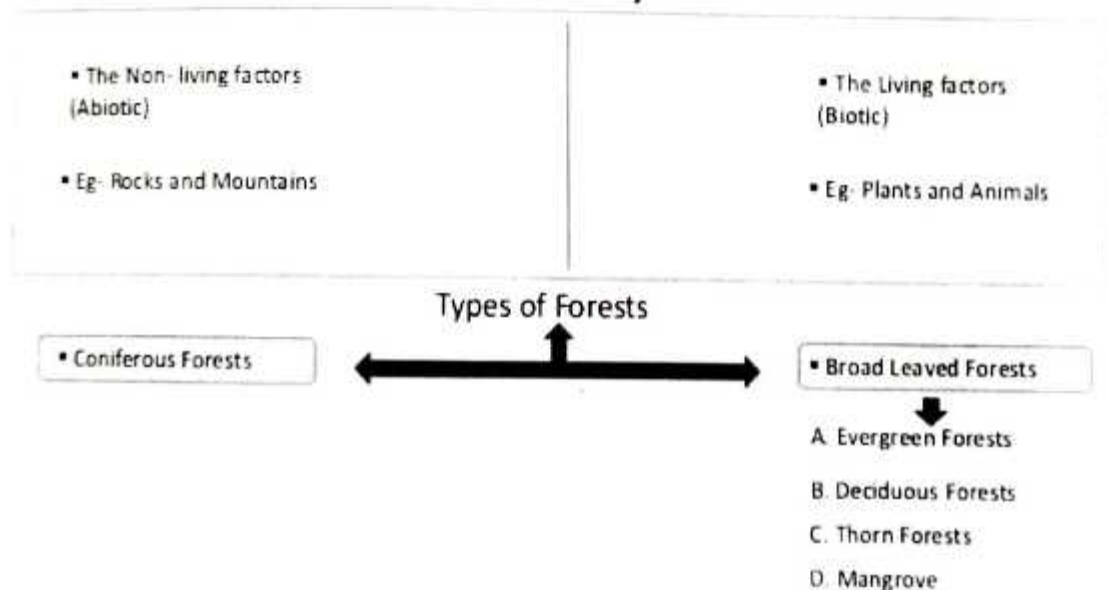 ▪ The Non- living factors
(Abiotic)
▪ Eg- Rocks and Mountains
▪ The Living factors
(Biotic)
▪ Eg- Plants and Animals
Types of Forests
▪ Coniferous Forests
▪ Broad Leaved Forests
A. Evergreen Forests
B. Deciduous Forests
C. Thorn Forests
D. Mangrove